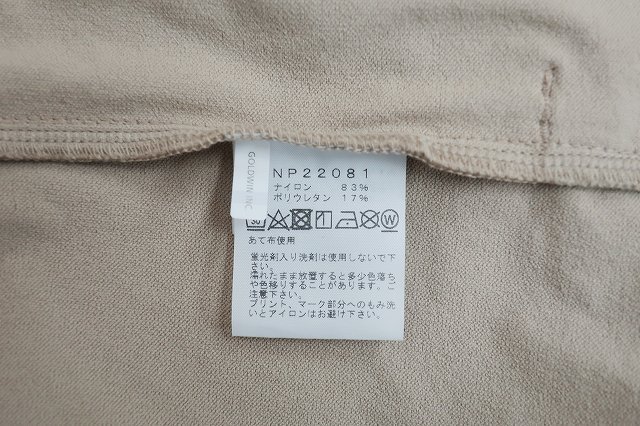 GOLDWIN INC
NP22081
ナイロン 83%
ポリウレタン 17%
30
W
あて布使用
蛍光剤入り洗剤は使用しないで下
さい。
濡れたまま放置すると多少色落ち
や色移りすることがあります。ご
注意下さい。
プリント、マーク部分へのもみ洗
いとアイロンはお避け下さい。